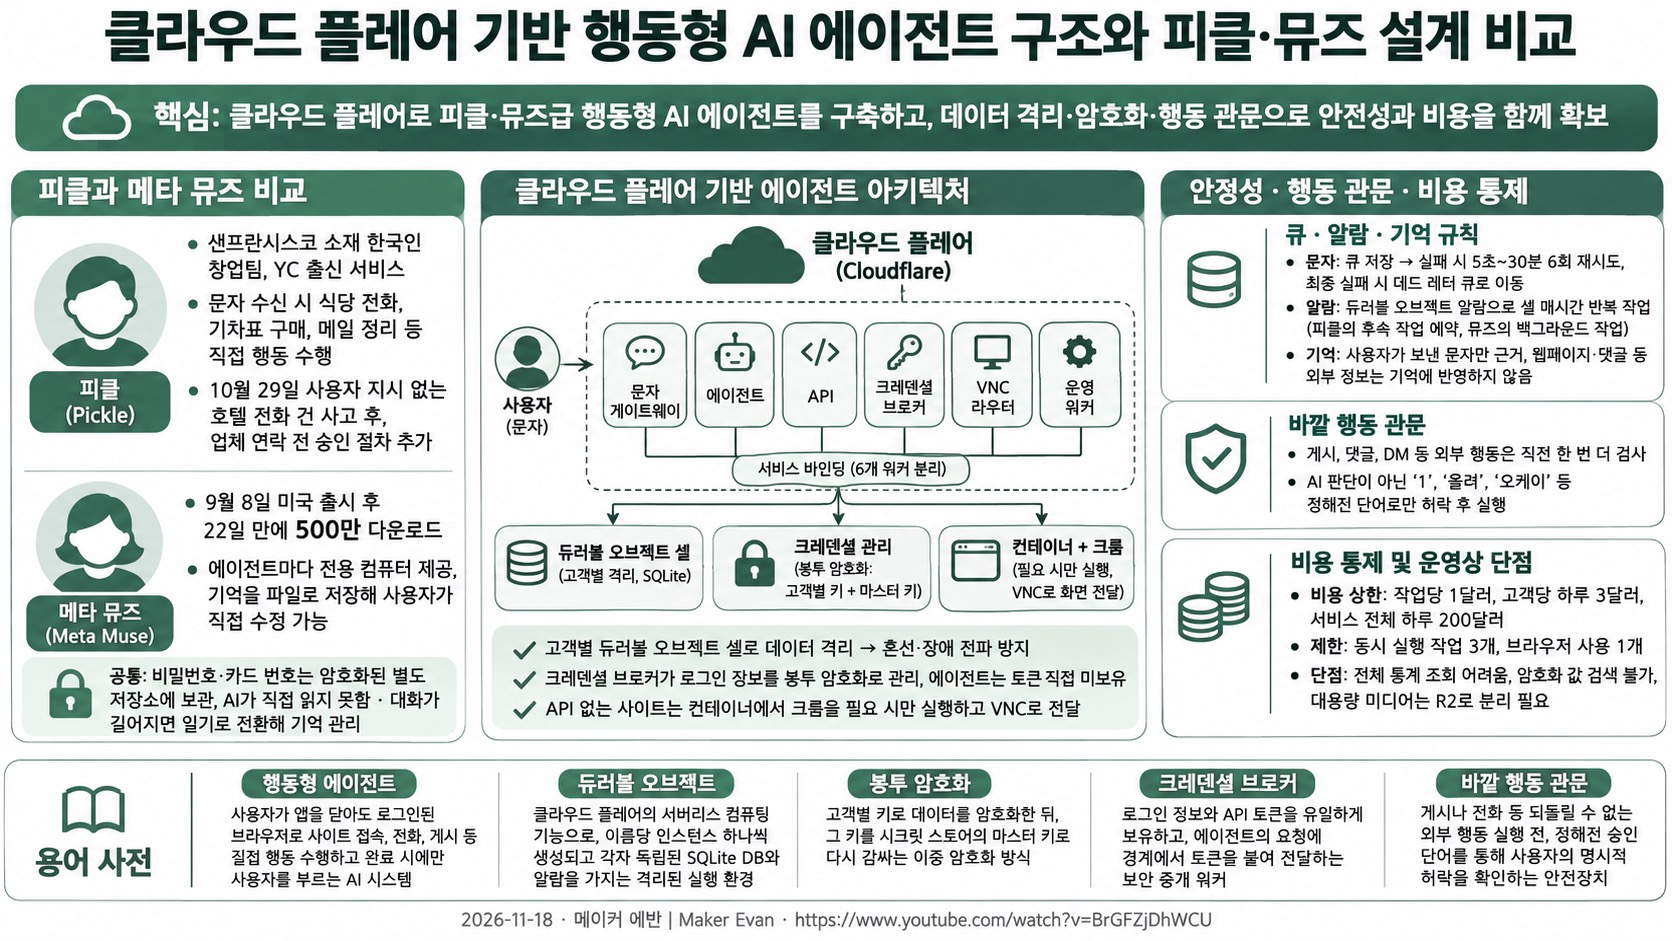 클라우드 플레어 기반 행동형 AI 에이전트 구조와 피클·뮤즈 설계 비교
핵심: 클라우드 플레어로 피클·뮤즈급 행동형 AI 에이전트를 구축하고, 데이터 격리·암호화·행동 관문으로 안전성과 비용을 함께 확보
피클과 메타 뮤즈 비교
• 샌프란시스코 소재 한국인
창업팀, YC 출신 서비스
• 문자 수신 시 식당 전화,
기차표 구매, 메일 정리 등
직접 행동 수행
• 10월 29일 사용자 지시 없는
호텔 전화 건 사고 후,
업체 연락 전 승인 절차 추가
피클
(Pickle)
• 9월 8일 미국 출시 후
22일 만에 500만 다운로드
• 에이전트마다 전용 컴퓨터 제공,
기억을 파일로 저장해 사용자가
직접 수정 가능
메타 뮤즈
(Meta Muse)
공통: 비밀번호·카드 번호는 암호화된 별도
저장소에 보관, AI가 직접 읽지 못함 · 대화가
길어지면 일기로 전환해 기억 관리
클라우드 플레어 기반 에이전트 아키텍처
클라우드 플레어
(Cloudflare)
사용자
(문자)
문자
게이트웨이
에이전트
API
크레덴셜
브로커
VNC
라우터
운영
워커
서비스 바인딩 (6개 워커 분리)
듀러볼 오브젝트 셀
(고객별 격리, SQLite)
크레덴셜 관리
(봉투 암호화:
고객별 키 + 마스터 키)
컨테이너 + 크롬
(필요 시만 실행,
VNC로 화면 전달)
고객별 듀러볼 오브젝트 셀로 데이터 격리 → 혼선·장애 전파 방지
크레덴셜 브로커가 로그인 장보를 봉투 암호화로 관리, 에이전트는 토큰 직접 미보유
API 없는 사이트는 컨테이너에서 크롬을 필요 시만 실행하고 VNC로 전달
안정성 · 행동 관문 · 비용 통제
큐 · 알람 · 기억 규칙
• 문자: 큐 저장 → 실패 시 5초~30분 6회 재시도,
최종 실패 시 데드 레터 큐로 이동
• 알람: 듀러볼 오브젝트 알람으로 셀 매시간 반복 작업
(피클의 후속 작업 예약, 뮤즈의 백그라운드 작업)
• 기억: 사용자가 보낸 문자만 근거, 웹페이지·댓글 등
외부 정보는 기억에 반영하지 않음
바깥 행동 관문
• 게시, 댓글, DM 등 외부 행동은 직전 한 번 더 검사
• AI 판단이 아닌 ‘1’, ‘올려’, ‘오케이’ 등
정해전 단어로만 허락 후 실행
비용 통제 및 운영상 단점
• 비용 상한: 작업당 1달러, 고객당 하루 3달러,
서비스 전체 하루 200달러
• 제한: 동시 실행 작업 3개, 브라우저 사용 1개
• 단점: 전체 통계 조회 어려움, 암호화 값 검색 불가,
대용량 미디어는 R2로 분리 필요
용어 사전
행동형 에이전트
사용자가 앱을 닫아도 로그인된
브라우저로 사이트 접속, 전화, 게시 등
질접 행동 수행하고 완료 시에만
사용자를 부르는 AI 시스템
듀러볼 오브젝트
클라우드 플레어의 서버리스 컴퓨팅
기능으로, 이름당 인스턴스 하나씩
생성되고 각자 독립된 SQLite DB와
알람을 가지는 격리된 실행 환경
봉투 암호화
고객별 키로 데이터를 암호화한 뒤,
그 키를 시크릿 스토어의 마스터 키로
다시 감싸는 이중 암호화 방식
크레덴셜 브로커
로그인 정보와 API 토큰을 유일하게
보유하고, 에이전트의 요청에
경계에서 토큰을 붙여 전달하는
보안 중개 워커
바깥 행동 관문
게시나 전화 등 되돌릴 수 없는
외부 행동 실행 전, 정해전 승인
단어를 통해 사용자의 명시적
허락을 확인하는 안전장치
2026-11-18 · 메이커 에반 | Maker Evan · https://www.youtube.com/watch?v=BrGFZjDhWCU